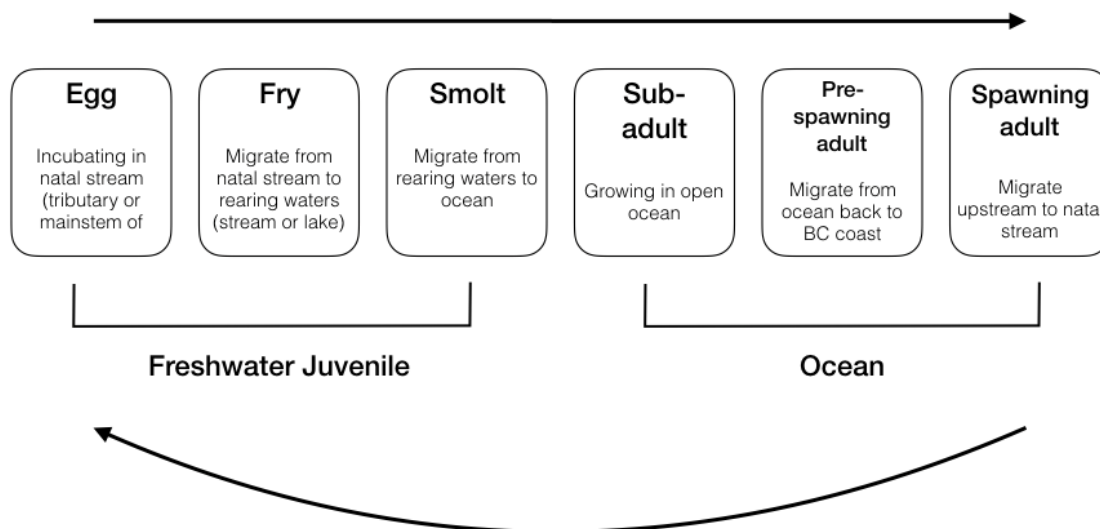 Egg
Incubating in
natal stream
(tributary or
mainstem of
Fry
Migrate from
natal stream to
rearing waters
(stream or lake)
Smolt
Migrate from
rearing waters to
ocean
Sub-
adult
Growing in open
ocean
Pre-
spawning
adult
Migrate from
ocean back to
BC coast
Spawning
adult
Migrate
upstream to natal
stream
Freshwater Juvenile
Ocean